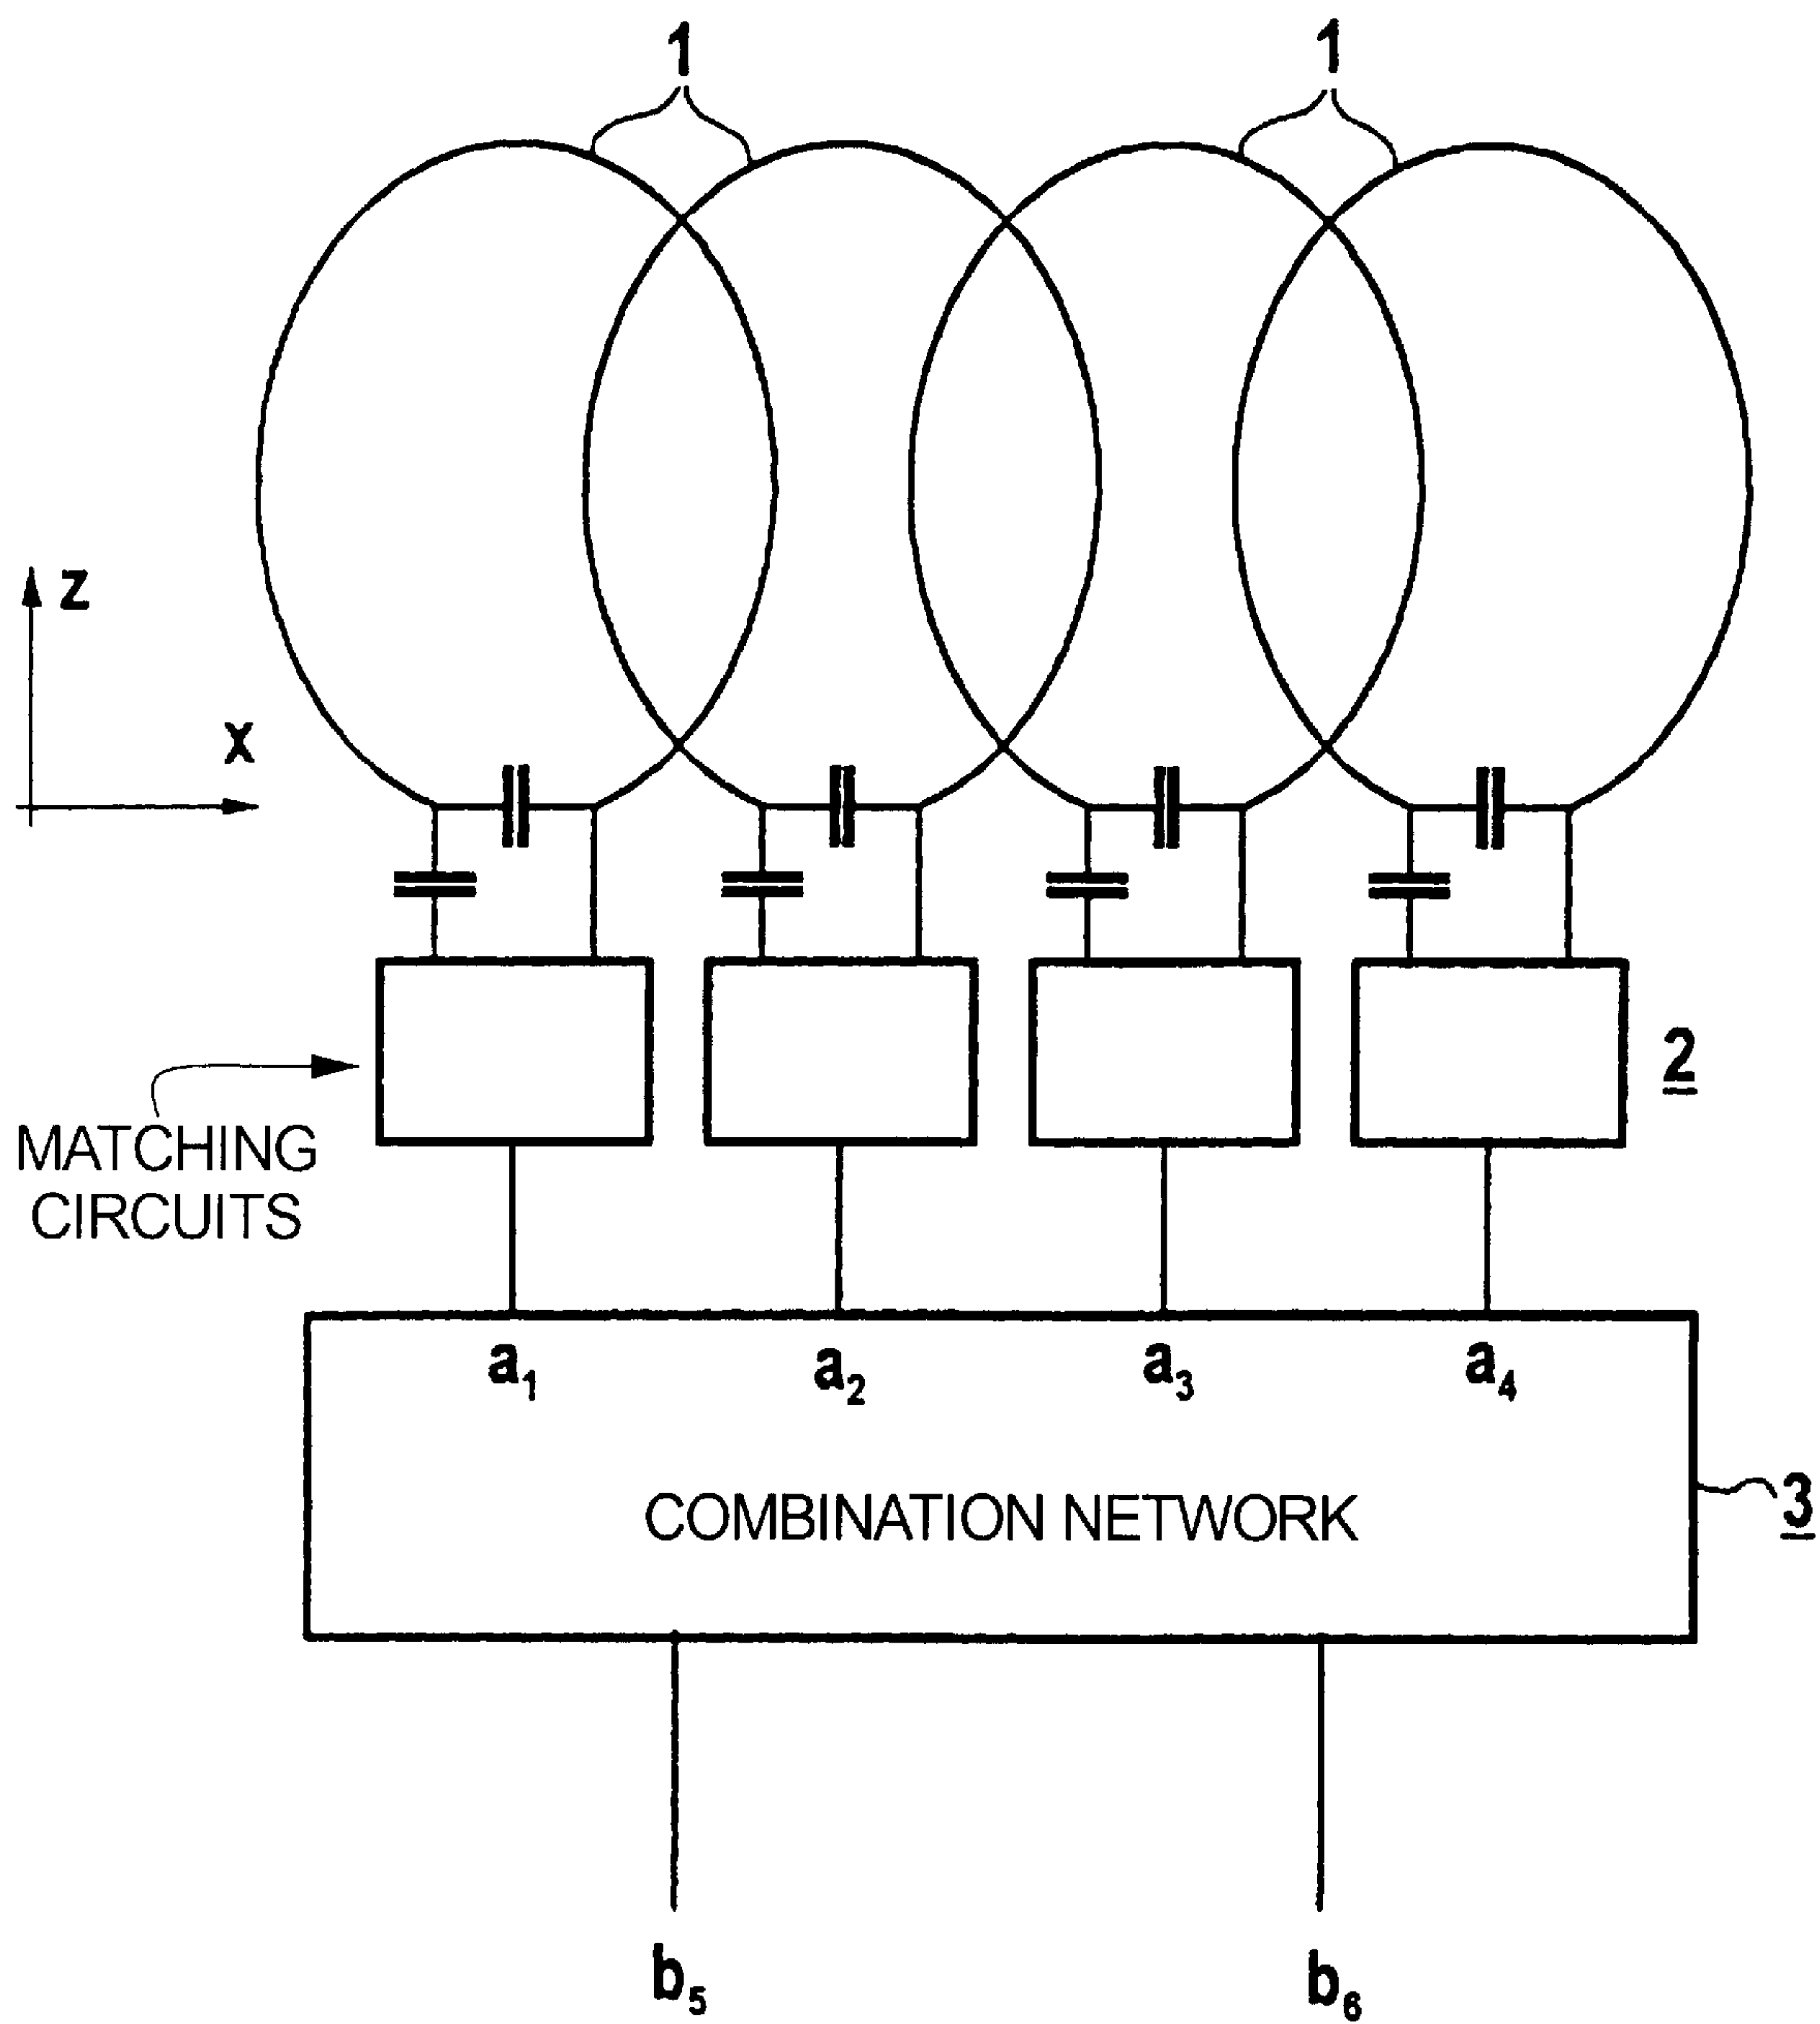 1 1
z
x
2
MATCHING
CIRCUITS
a₁ a₂ a₃ a₄
COMBINATION NETWORK
3
b₅ b₆